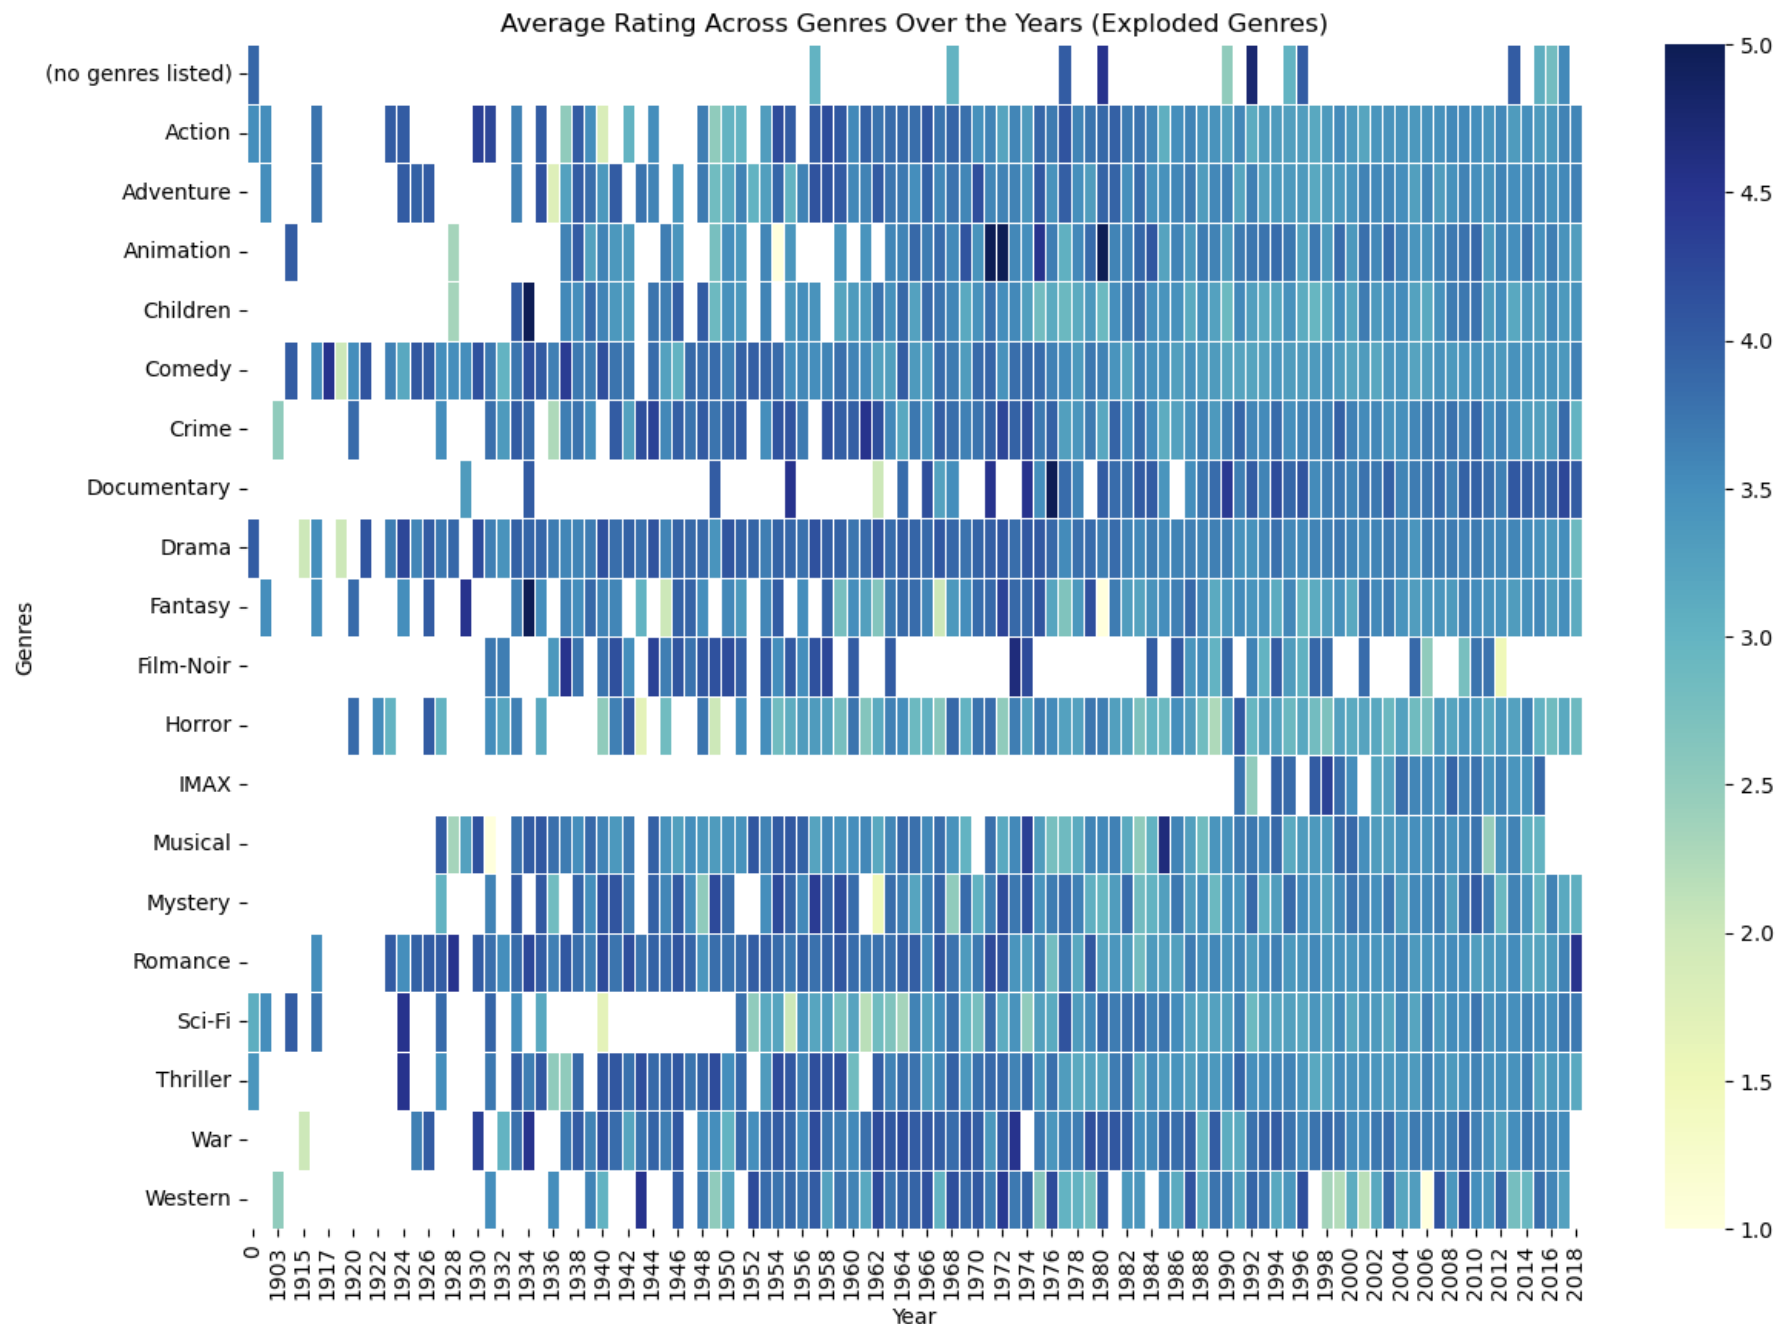 Average Rating Across Genres Over the Years (Exploded Genres)
(no genres listed)
Action
Adventure
Animation
Children
Comedy
Crime
Documentary
Drama
Fantasy
Film-Noir
Horror
IMAX
Musical
Mystery
Romance
Sci-Fi
Thriller
War
Western
Genres
0
1903
1915
1917
1920
1922
1924
1926
1928
1930
1932
1934
1936
1938
1940
1942
1944
1946
1948
1950
1952
1954
1956
1958
1960
1962
1964
1966
1968
1970
1972
1974
1976
1978
1980
1982
1984
1986
1988
1990
1992
1994
1996
1998
2000
2002
2004
2006
2008
2010
2012
2014
2016
2018
Year
5.0
4.5
4.0
3.5
3.0
2.5
2.0
1.5
1.0